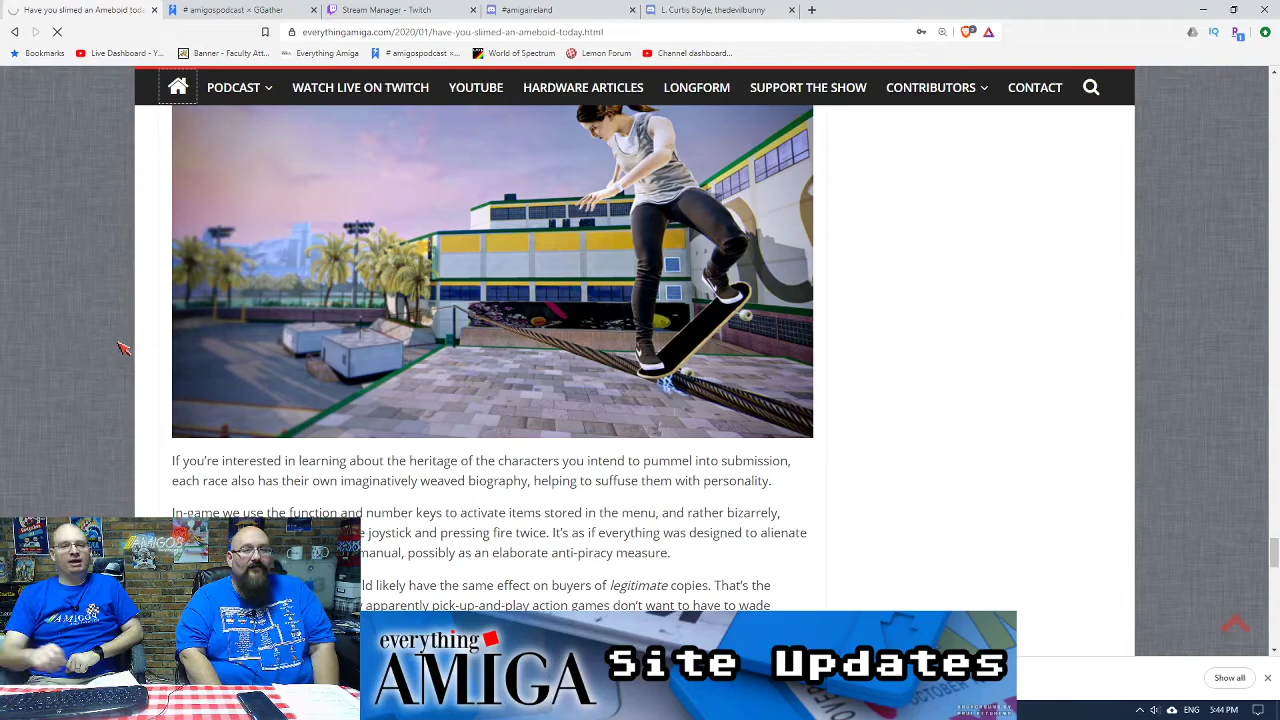 Have you slimed an Ameboid toda
#A3655 - GGather
Stream Manager - Twitch
#amigaireland
L. Curtis Boyle, thedevilbunny
everythingamiga.com/2020/01/have-you-slimed-an-ameboid-today.html
Bookmarks
Live Dashboard - Y...
Banner - Faculty Att...
Everything Amiga
# amigospodcast ×...
World of Spectrum
Lemon Forum
Channel dashboard...
PODCAST
WATCH LIVE ON TWITCH
YOUTUBE
HARDWARE ARTICLES
LONGFORM
SUPPORT THE SHOW
CONTRIBUTORS
CONTACT
If you're interested in learning about the heritage of the characters you intend to pummel into submission,
each race also has their own imaginatively weaved biography, helping to suffuse them with personality.
In-game we use the function and number keys to activate items stored in the menu, and rather bizarrely,
joystick and pressing fire twice. It's as if everything was designed to alienate
manual, possibly as an elaborate anti-piracy measure.
likely have the same effect on buyers of legitimate copies. That's the
apparently pick-up-and-play action games don't want to have to wade
AMIGOS
everything
AMIGA
Site Updates
Show all
ENG
5:44 PM